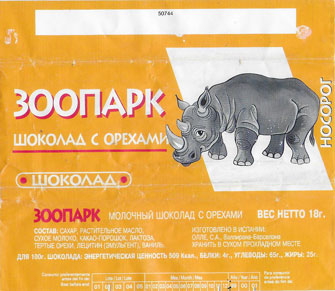 50744
ЗООПАРК
ШОКОЛАД С ОРЕХАМИ
НОСОРОГ
ШОКОЛАД
ЗООПАРК МОЛОЧНЫЙ ШОКОЛАД С ОРЕХАМИ ВЕС НЕТТО 18г.
СОСТАВ: САХАР, РАСТИТЕЛЬНОЕ МАСЛО, ИЗГОТОВЛЕНО В ИСПАНИИ.
СУХОЕ МОЛОКО, КАКАО-ПОРОШОК, ЛАКТОЗА,
ТЕРТЫЕ ОРЕХИ, ЛЕЦИТИН (ЭМУЛЬГЕНТ), ВАНИЛЬ. ХРАНИТЬ В СУХОМ ПРОХЛАДНОМ МЕСТЕ.
ДЛЯ 100г. ШОКОЛАДА: ЭНЕРГЕТИЧЕСКАЯ ЦЕННОСТЬ 509 Ккал., БЕЛКИ: 4г., УГЛЕВОДЫ: 65г., ЖИРЫ: 25г.